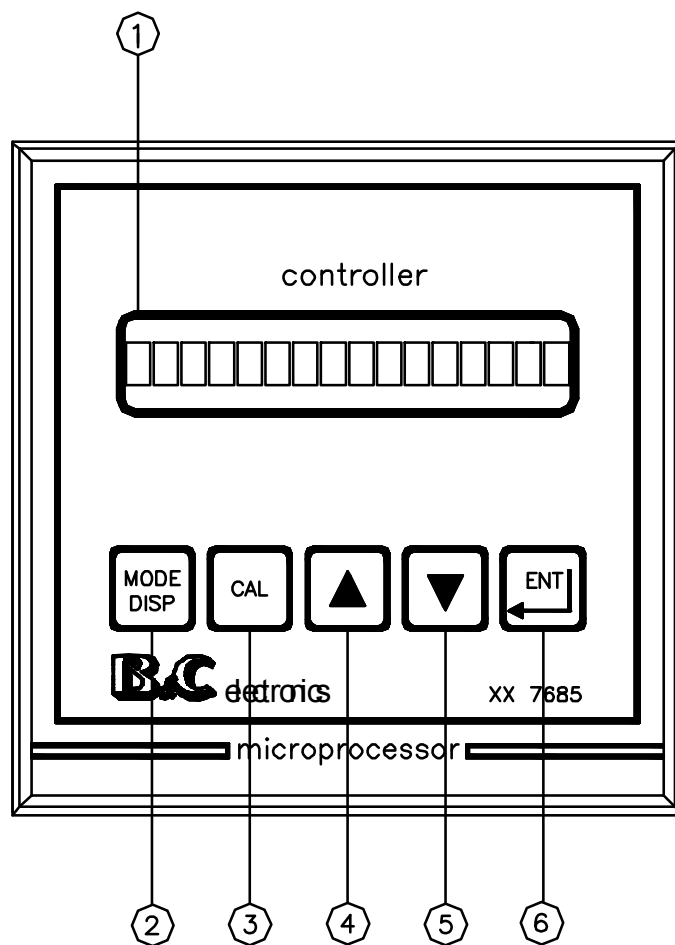 1
controller
MODE
DISP
CAL
ENT
B&C electronics XX 7685
microprocessor
2 3 4 5 6